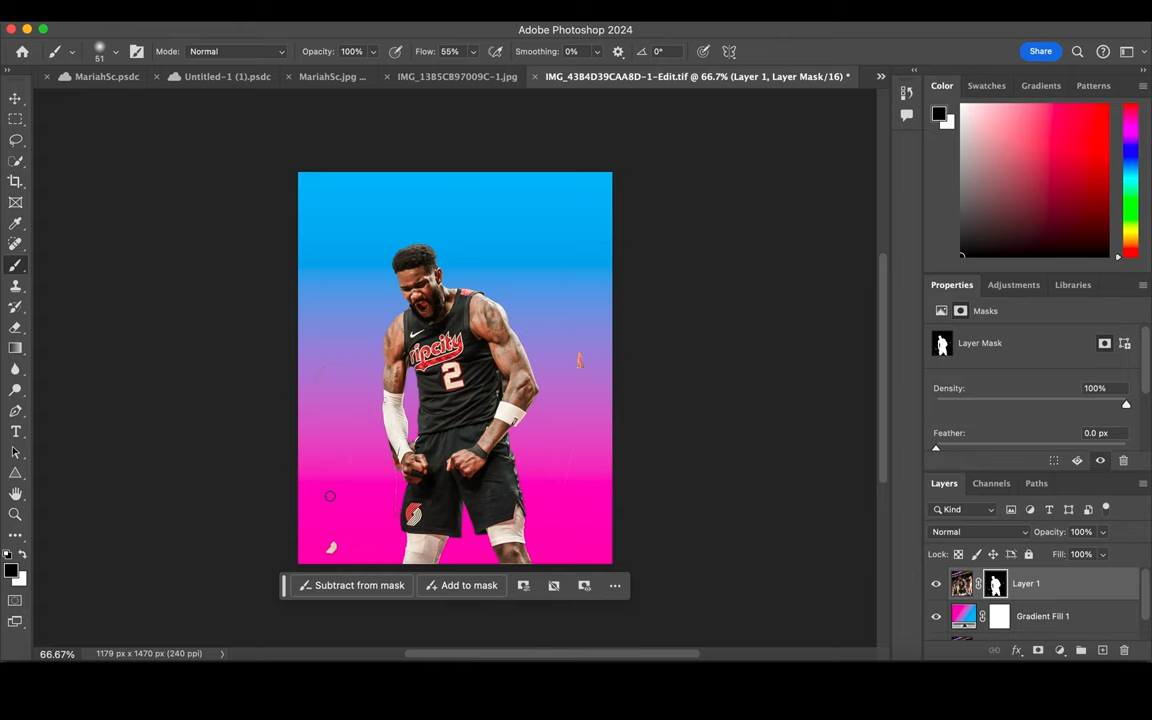 Adobe Photoshop 2024
51
Mode: Normal
Opacity: 100%
Flow: 55%
Smoothing: 0%
0°
Share
MariahSc.psdc
Untitled-1 (1).psdc
MariahSc.jpg ...
IMG_13B5CB97009C-1.jpg
IMG_43B4D39CAA8D-1-Edit.tif @ 66.7% (Layer 1, Layer Mask/16) *
Color
Swatches
Gradients
Patterns
ripcity
2
Properties
Adjustments
Libraries
Masks
Layer Mask
Density:
100%
Feather:
0.0 px
Layers
Channels
Paths
Kind
Normal
Opacity: 100%
Lock:
Fill: 100%
Layer 1
Gradient Fill 1
Subtract from mask
Add to mask
66.67%
1179 px x 1470 px (240 ppi)